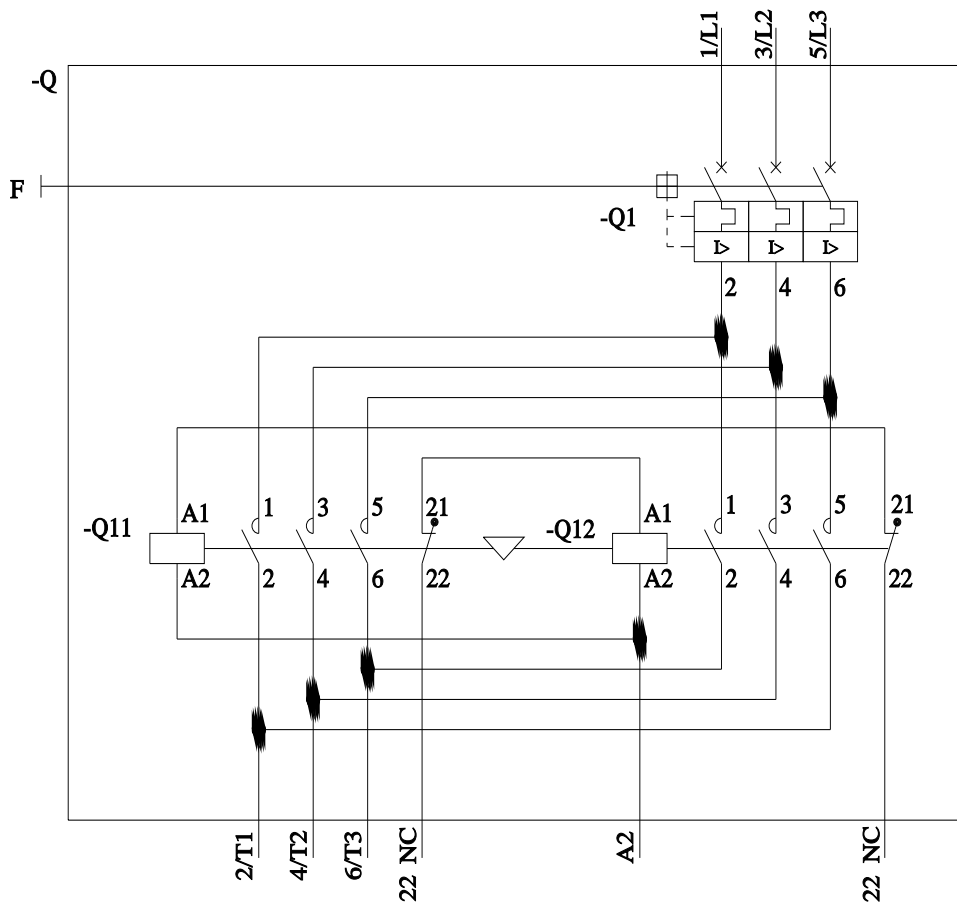 1/L1 3/L2 5/L3
-Q
F
-Q1
I> I> I>
2 4 6
-Q11 A1 1 3 5 21 -Q12 A1 1 3 5 21
A2 2 4 6 22 A2 2 4 6 22
2/T1 4/T2 6/T3 22 NC A2 22 NC